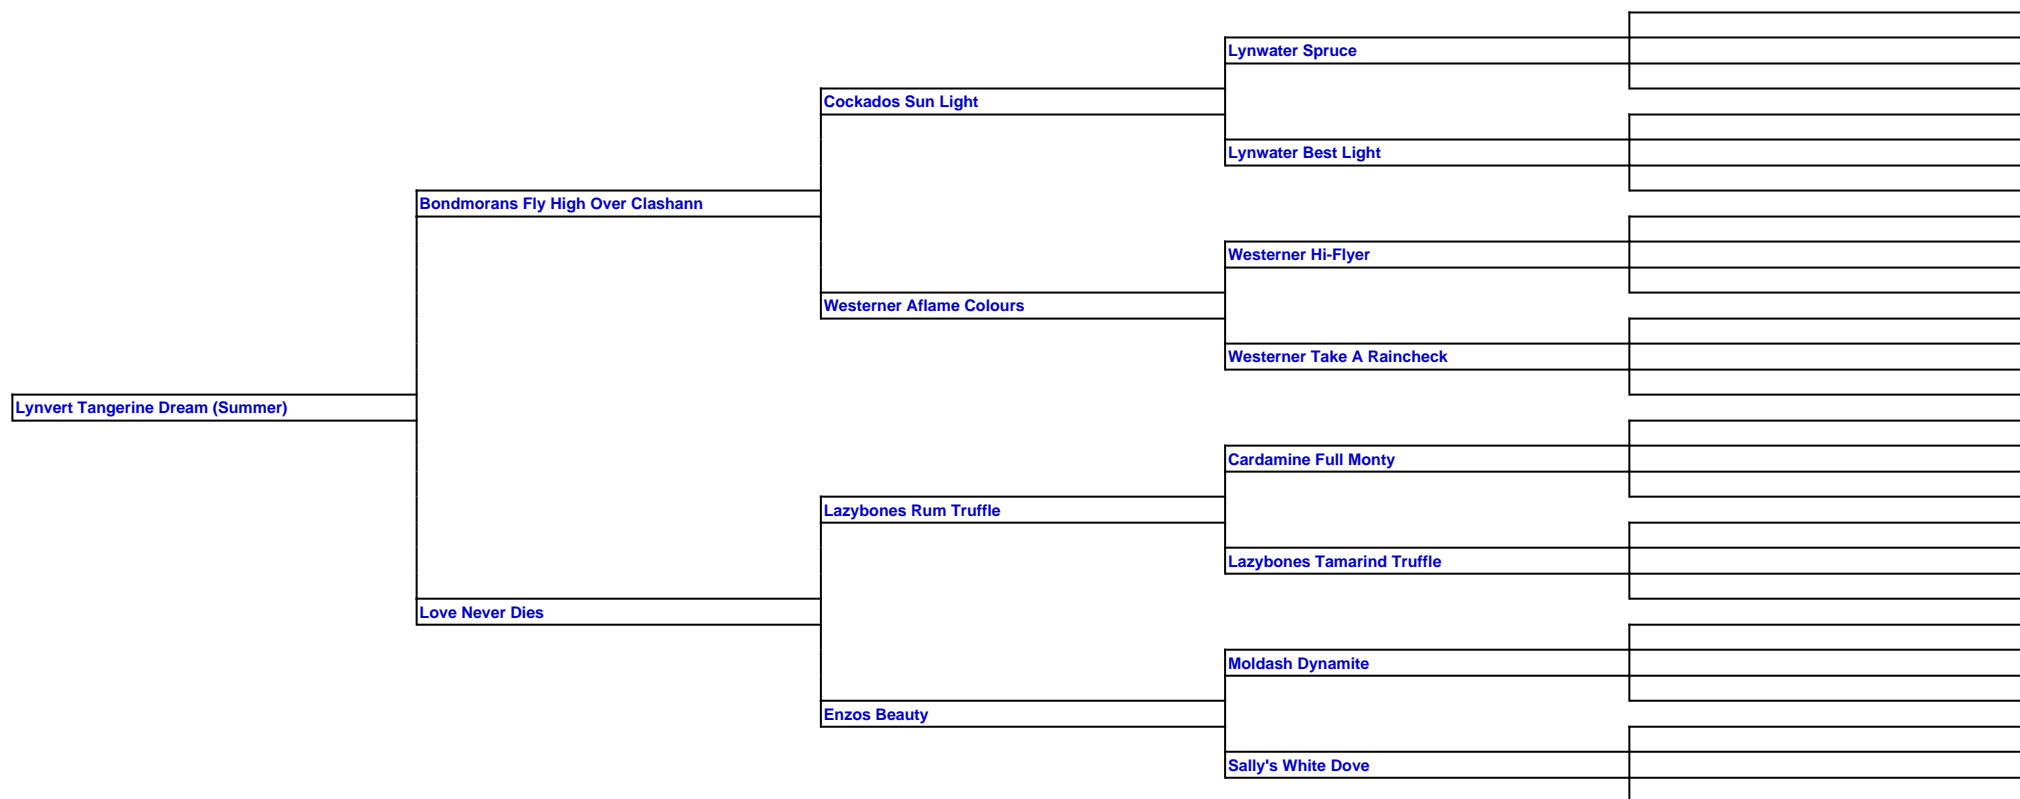 Lynwater Spruce
Cockados Sun Light
Lynwater Best Light
Bondmorans Fly High Over Clashann
Westerner Hi-Flyer
Westerner Aflame Colours
Westerner Take A Raincheck
Lynvert Tangerine Dream (Summer)
Cardamine Full Monty
Lazybones Rum Truffle
Lazybones Tamarind Truffle
Love Never Dies
Moldash Dynamite
Enzos Beauty
Sally's White Dove